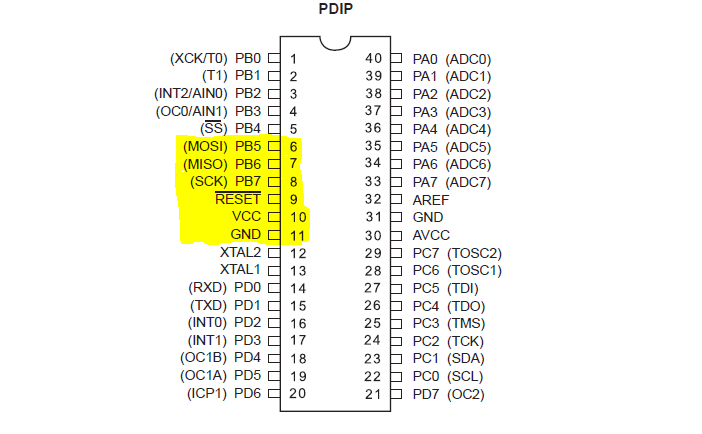 PDIP
(XCK/T0) PB0 1 40 PA0 (ADC0)
(T1) PB1 2 39 PA1 (ADC1)
(INT2/AIN0) PB2 3 38 PA2 (ADC2)
(OC0/AIN1) PB3 4 37 PA3 (ADC3)
(SS) PB4 5 36 PA4 (ADC4)
(MOSI) PB5 6 35 PA5 (ADC5)
(MISO) PB6 7 34 PA6 (ADC6)
(SCK) PB7 8 33 PA7 (ADC7)
RESET 9 32 AREF
VCC 10 31 GND
GND 11 30 AVCC
XTAL2 12 29 PC7 (TOSC2)
XTAL1 13 28 PC6 (TOSC1)
(RXD) PD0 14 27 PC5 (TDI)
(TXD) PD1 15 26 PC4 (TDO)
(INT0) PD2 16 25 PC3 (TMS)
(INT1) PD3 17 24 PC2 (TCK)
(OC1B) PD4 18 23 PC1 (SDA)
(OC1A) PD5 19 22 PC0 (SCL)
(ICP1) PD6 20 21 PD7 (OC2)